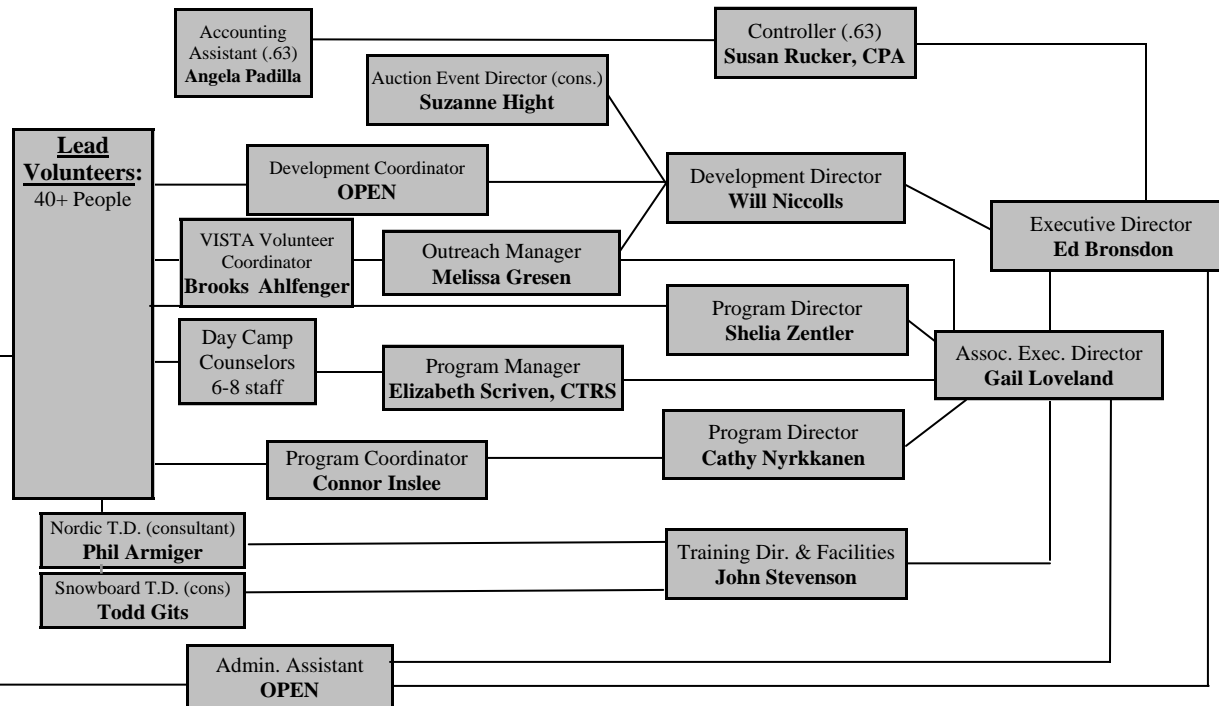 Accounting
Assistant (.63)
Angela Padilla
Controller (.63)
Susan Rucker, CPA
Auction Event Director (cons.)
Suzanne Hight
Lead
Volunteers:
40+ People
Development Coordinator
OPEN
Development Director
Will Niccolls
Executive Director
Ed Bronsdon
VISTA Volunteer
Coordinator
Brooks Ahlfenger
Outreach Manager
Melissa Gresen
Program Director
Shelia Zentler
Day Camp
Counselors
6-8 staff
Program Manager
Elizabeth Scriven, CTRS
Assoc. Exec. Director
Gail Loveland
Program Coordinator
Connor Inslee
Program Director
Cathy Nyrkkanen
Nordic T.D. (consultant)
Phil Armiger
Snowboard T.D. (cons)
Todd Gits
Training Dir. & Facilities
John Stevenson
Admin. Assistant
OPEN